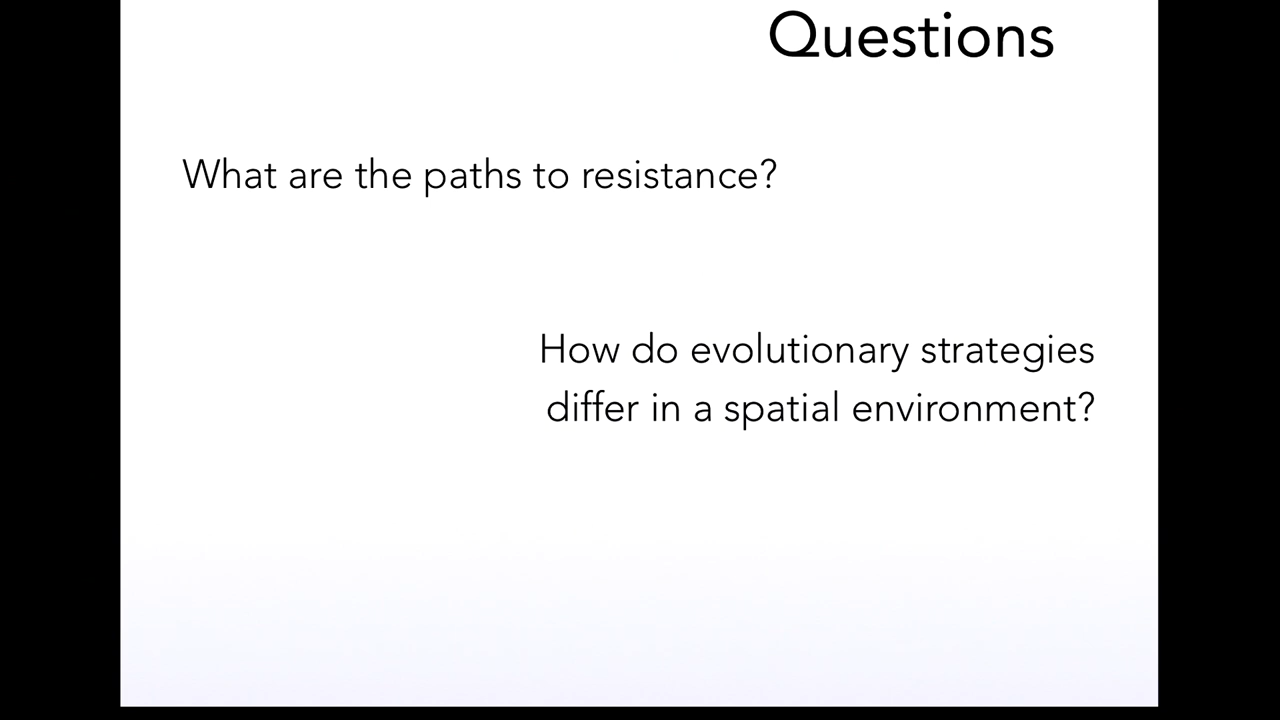 Questions
What are the paths to resistance?
How do evolutionary strategies
differ in a spatial environment?